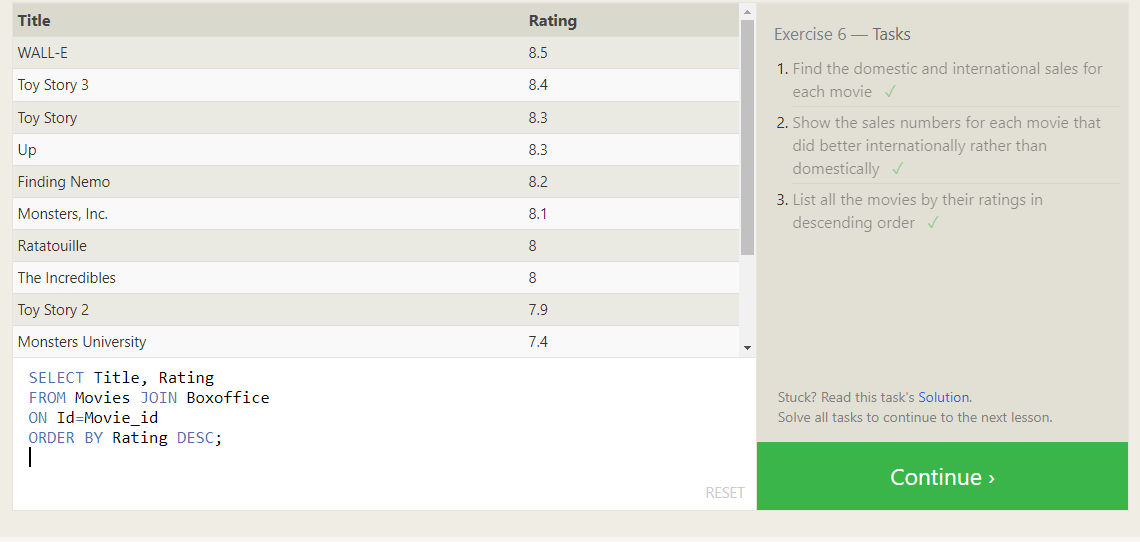 Title Rating
WALL-E 8.5
Toy Story 3 8.4
Toy Story 8.3
Up 8.3
Finding Nemo 8.2
Monsters, Inc. 8.1
Ratatouille 8
The Incredibles 8
Toy Story 2 7.9
Monsters University 7.4
SELECT Title, Rating
FROM Movies JOIN Boxoffice
ON Id=Movie_id
ORDER BY Rating DESC;
RESET
Exercise 6 — Tasks
1. Find the domestic and international sales for
each movie ✓
2. Show the sales numbers for each movie that
did better internationally rather than
domestically ✓
3. List all the movies by their ratings in
descending order ✓
Stuck? Read this task's Solution.
Solve all tasks to continue to the next lesson.
Continue ›